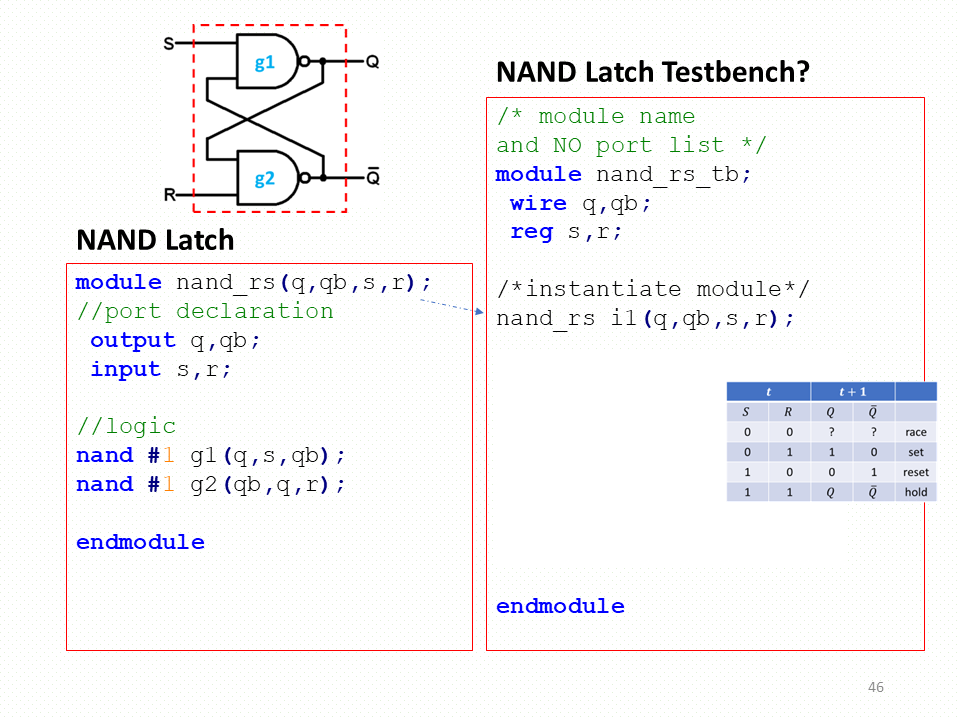 S
g1
Q
g2
R
Q̅
NAND Latch
module nand_rs(q,qb,s,r);
//port declaration
output q,qb;
input s,r;
//logic
nand #1 g1(q,s,qb);
nand #1 g2(qb,q,r);
endmodule
NAND Latch Testbench?
/* module name
and NO port list */
module nand_rs_tb;
wire q,qb;
reg s,r;
/*instantiate module*/
nand_rs i1(q,qb,s,r);
t t + 1
S R Q Q̅
0 0 ? ? race
0 1 1 0 set
1 0 0 1 reset
1 1 Q Q̅ hold
endmodule
46